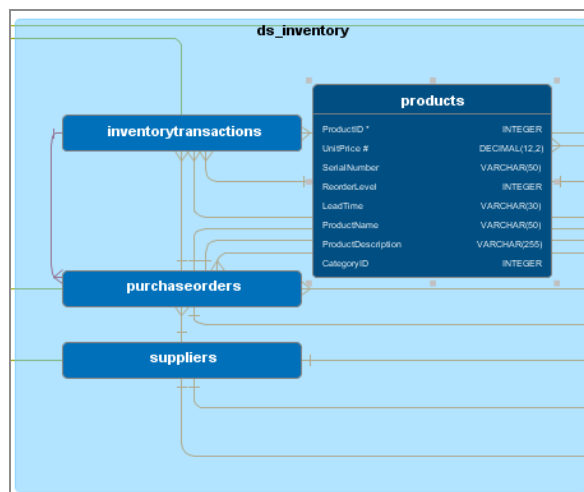 ds_inventory
products
inventorytransactions
ProductID * INTEGER
UnitPrice # DECIMAL(12,2)
SerialNumber VARCHAR(50)
ReorderLevel INTEGER
LeadTime VARCHAR(30)
ProductName VARCHAR(50)
ProductDescription VARCHAR(255)
CategoryID INTEGER
purchaseorders
suppliers